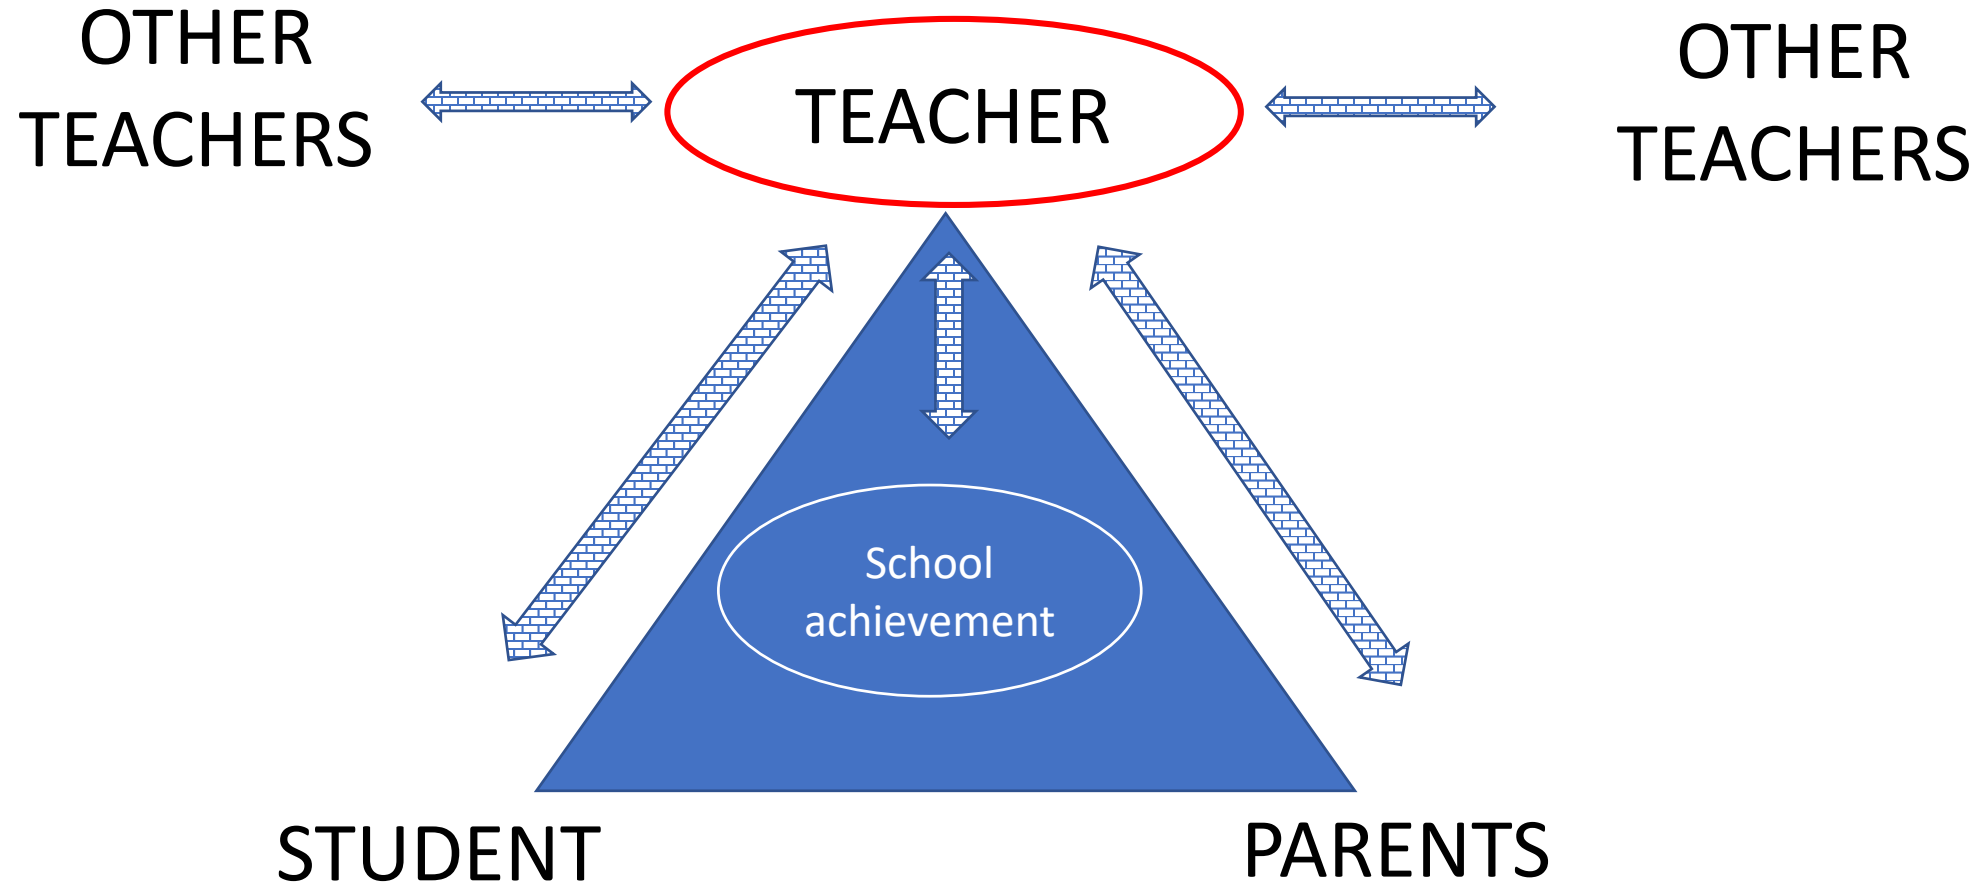 OTHER
TEACHERS
TEACHER
OTHER
TEACHERS
School
achievement
STUDENT
PARENTS